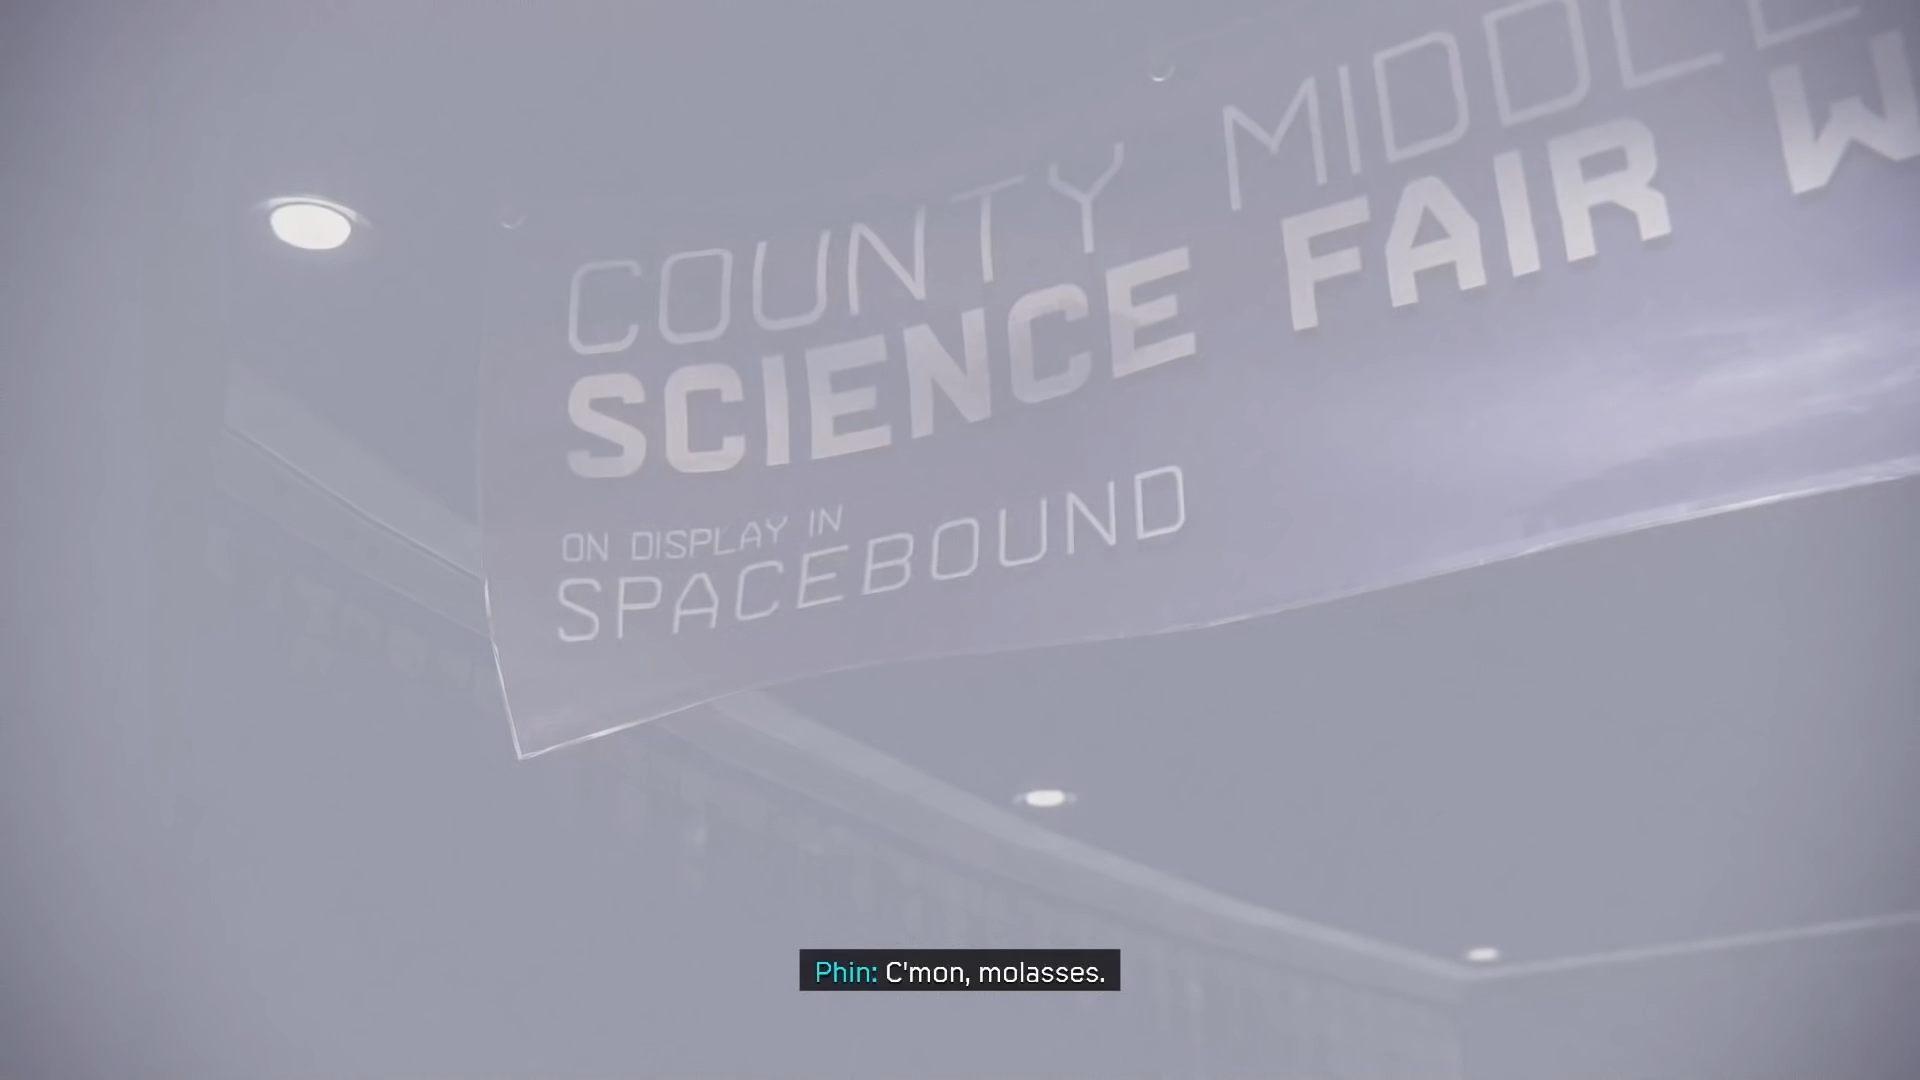 COUNTY MIDDLE
SCIENCE FAIR W
ON DISPLAY IN
SPACEBOUND
Phin: C'mon, molasses.